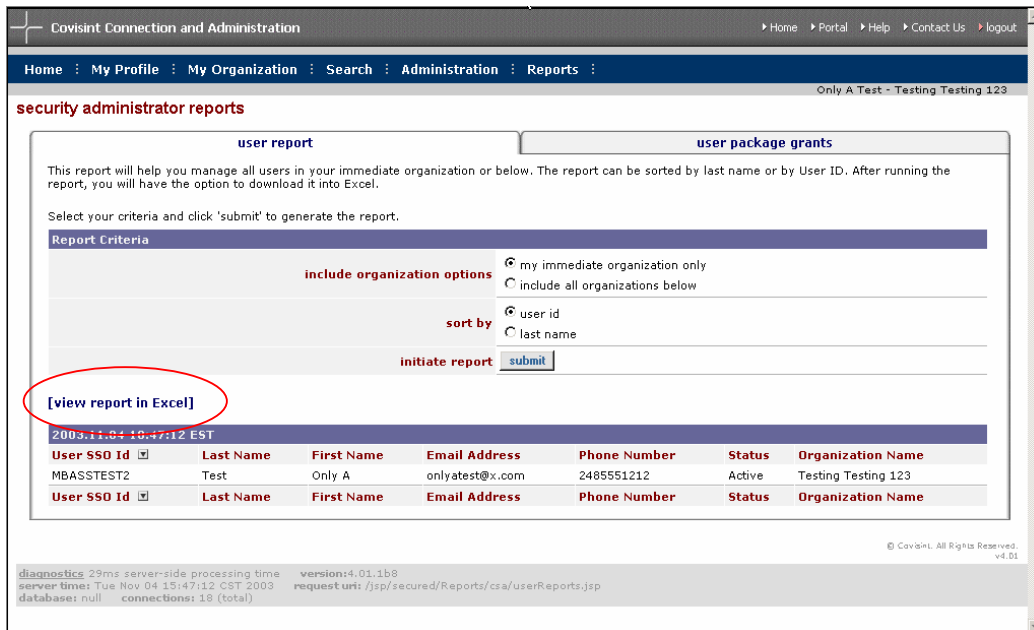 Covisint Connection and Administration
Home Portal Help Contact Us logout
Home My Profile My Organization Search Administration Reports
Only A Test - Testing Testing 123
security administrator reports
user report
user package grants
This report will help you manage all users in your immediate organization or below. The report can be sorted by last name or by User ID. After running the
report, you will have the option to download it into Excel.
Select your criteria and click 'submit' to generate the report.
Report Criteria
include organization options
my immediate organization only
include all organizations below
sort by
user id
last name
initiate report submit
[view report in Excel]
2003.11.04 10:47:12 EST
User SSO Id Last Name First Name Email Address Phone Number Status Organization Name
MBASSTEST2 Test Only A onlyatest@x.com 2485551212 Active Testing Testing 123
User SSO Id Last Name First Name Email Address Phone Number Status Organization Name
© Covisint. All Rights Reserved.
v4.01
diagnostics 29ms server-side processing time version:4.01.1b8
server time: Tue Nov 04 15:47:12 CST 2003 request uri: /jsp/secured/Reports/csa/userReports.jsp
database: null connections: 18 (total)